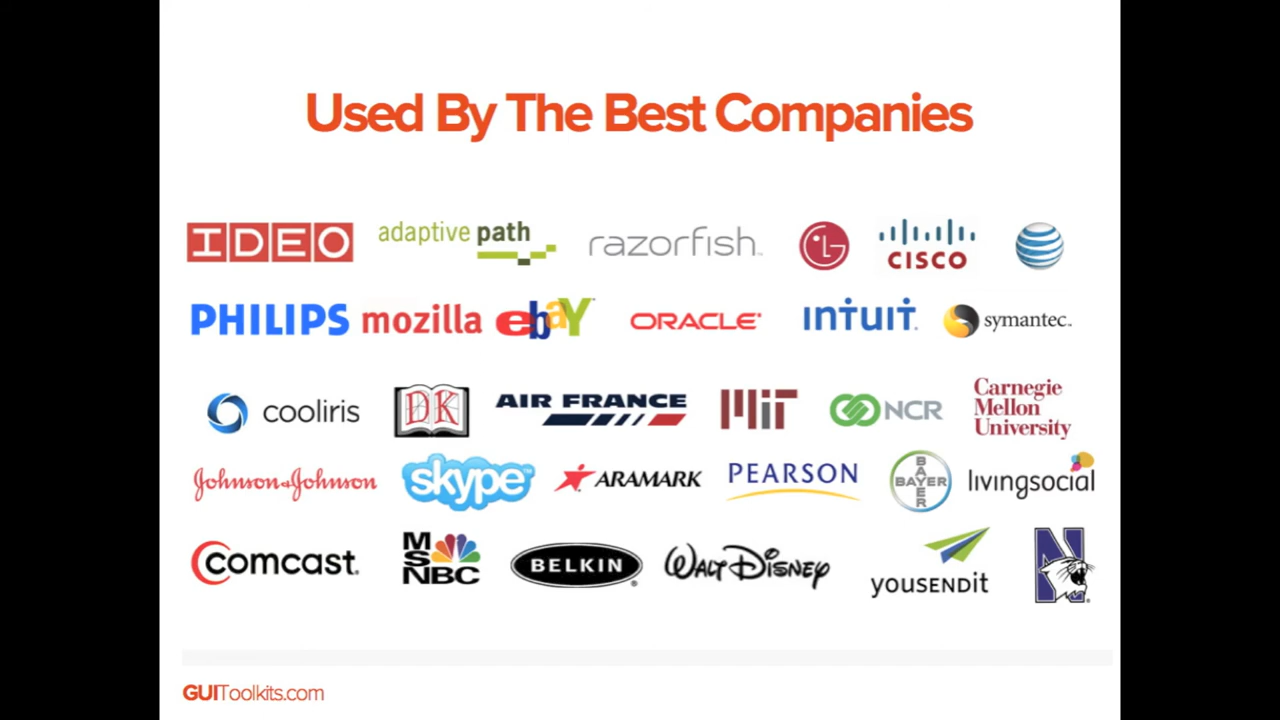 Used By The Best Companies
IDEO adaptive path razorfish LG CISCO
PHILIPS mozilla ebaY ORACLE INTUIT symantec
cooliris DK AIR FRANCE MIT NCR Carnegie
Mellon
University
Johnson & Johnson skype ARAMARK PEARSON BAYER BAYER livingsocial
comcast MSNBC BELKIN WALT DISNEY yousendit N
GUIToolkits.com